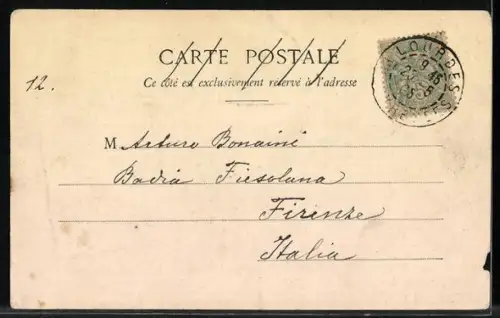 CARTE POSTALE
Ce côté est exclusivement réservé à l'adresse
12.
LOURDES
M Arturo Bonaini
Badia Fiesolana
Firenze
Italia